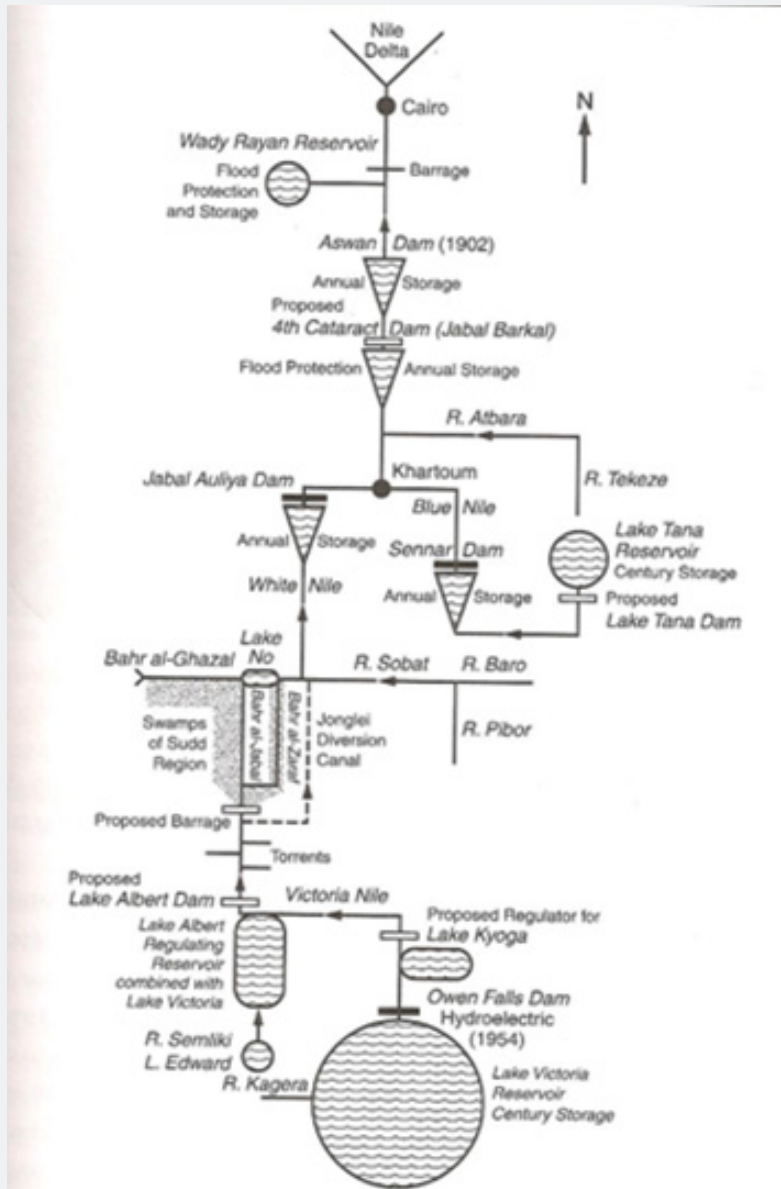 Nile
Delta
Cairo
N
Wady Rayan Reservoir
Flood
Protection
and Storage
Barrage
Aswan Dam (1902)
Annual Storage
Proposed
4th Cataract Dam (Jabal Barkal)
Flood Protection Annual Storage
R. Atbara
Khartoum
R. Tekeze
Jabal Auliya Dam
Blue Nile
Annual Storage
Sennar Dam
Lake Tana
Reservoir
Century Storage
White Nile
Annual Storage
Proposed
Lake Tana Dam
Lake
No
Bahr al-Ghazal
R. Sobat
R. Baro
Swamps
of Sudd
Region
Bahr al-Jabal
Bahr al-Zaraf
Jonglei
Diversion
Canal
R. Pibor
Proposed Barrage
Torrents
Proposed
Lake Albert Dam
Victoria Nile
Lake Albert
Regulating
Reservoir
combined with
Lake Victoria
Proposed Regulator for
Lake Kyoga
Owen Falls Dam
Hydroelectric
(1954)
R. Semliki
L. Edward
R. Kagera
Lake Victoria
Reservoir
Century Storage